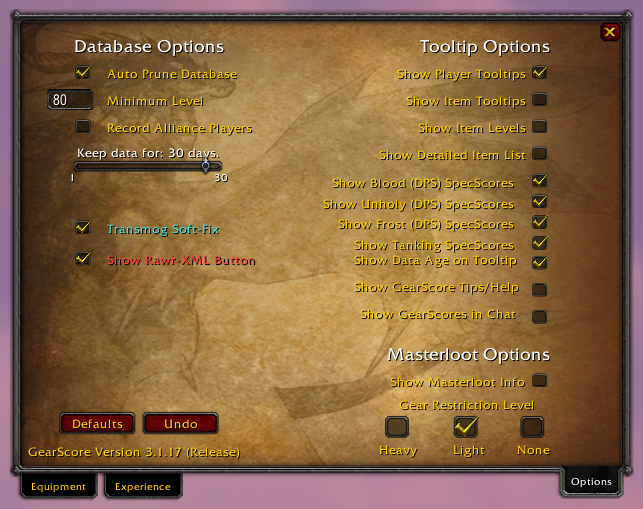 Database Options
Auto Prune Database
80 Minimum Level
Record Alliance Players
Keep data for: 30 days.
1 30
Transmog Soft-fix
Show Rawr-XML Button
Defaults Undo
GearScore Version 3.1.17 (Release)
Tooltip Options
Show Player Tooltips
Show Item Tooltips
Show Item Levels
Show Detailed Item List
Show Blood (DPS) SpecScores
Show Unholy (DPS) SpecScores
Show Frost (DPS) SpecScores
Show Tanking SpecScores
Show Data Age on Tooltip
Show GearScore Tips/Help
Show GearScores in Chat
Masterloot Options
Show Masterloot Info
Gear Restriction Level
Heavy Light None
Equipment Experience Options